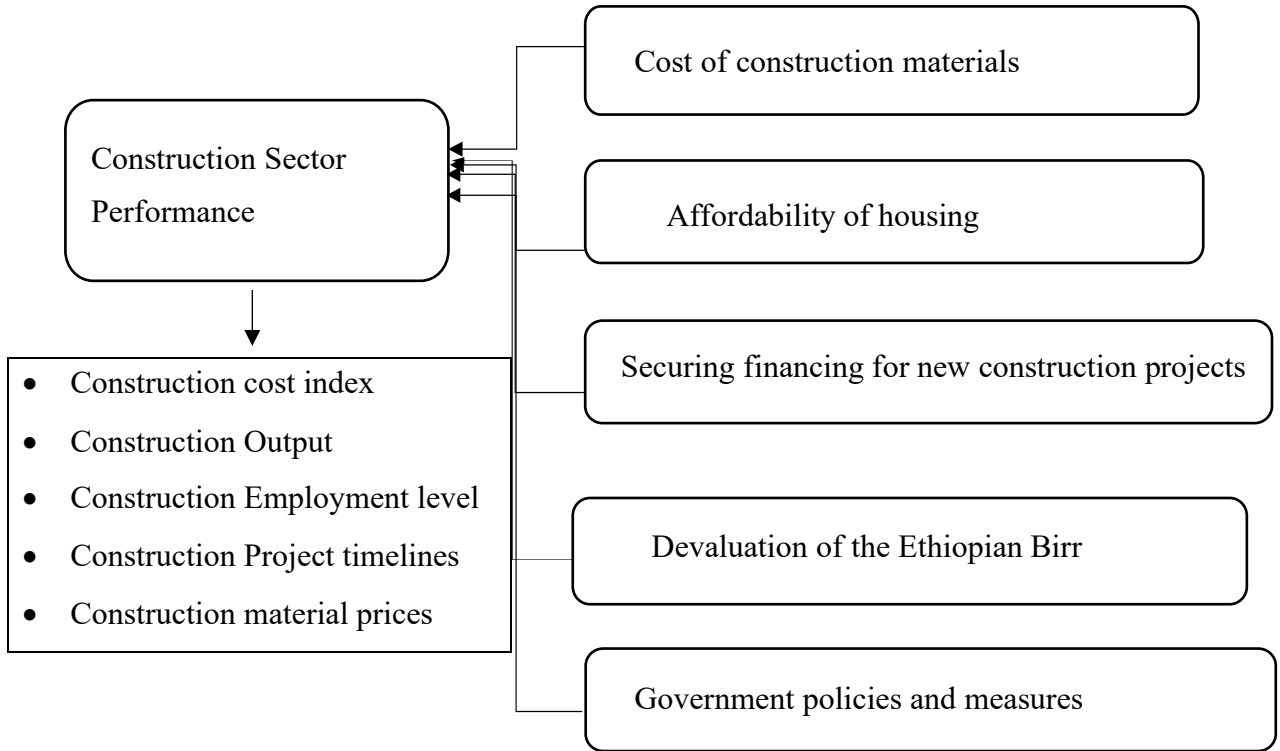 Cost of construction materials
Construction Sector
Performance
Affordability of housing
Securing financing for new construction projects
• Construction cost index
• Construction Output
• Construction Employment level
• Construction Project timelines
• Construction material prices
Devaluation of the Ethiopian Birr
Government policies and measures